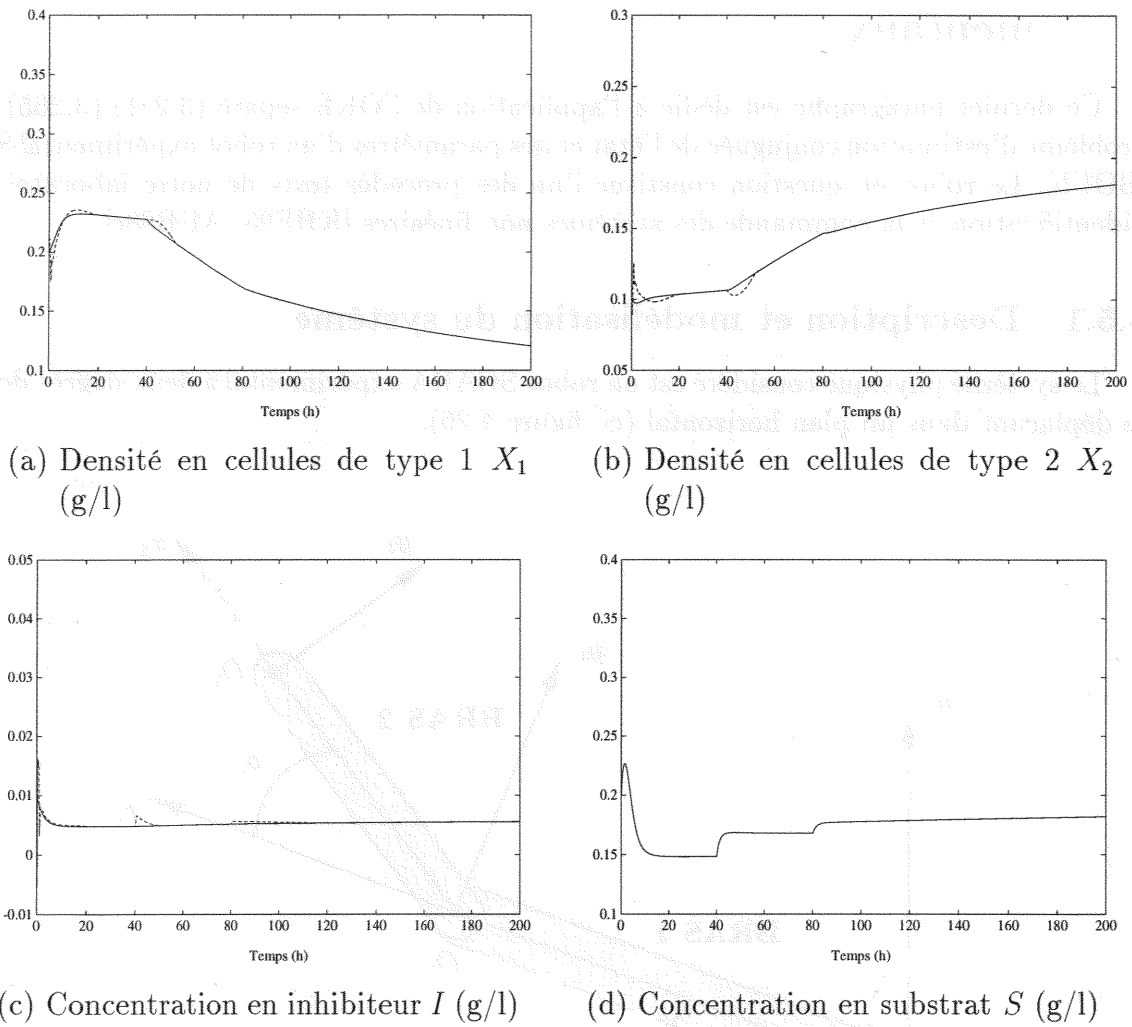 0.4
0.35
0.3
0.25
0.2
0.15
0.1
0 20 40 60 80 100 120 140 160 180 200
Temps (h)
(a) Densité en cellules de type 1 X₁
(g/l)
0.3
0.25
0.2
0.15
0.1
0.05
0 20 40 60 80 100 120 140 160 180 200
Temps (h)
(b) Densité en cellules de type 2 X₂
(g/l)
0.05
0.04
0.03
0.02
0.01
0
-0.01
0 20 40 60 80 100 120 140 160 180 200
Temps (h)
(c) Concentration en inhibiteur I (g/l)
0.4
0.35
0.3
0.25
0.2
0.15
0.1
0 20 40 60 80 100 120 140 160 180 200
Temps (h)
(d) Concentration en substrat S (g/l)